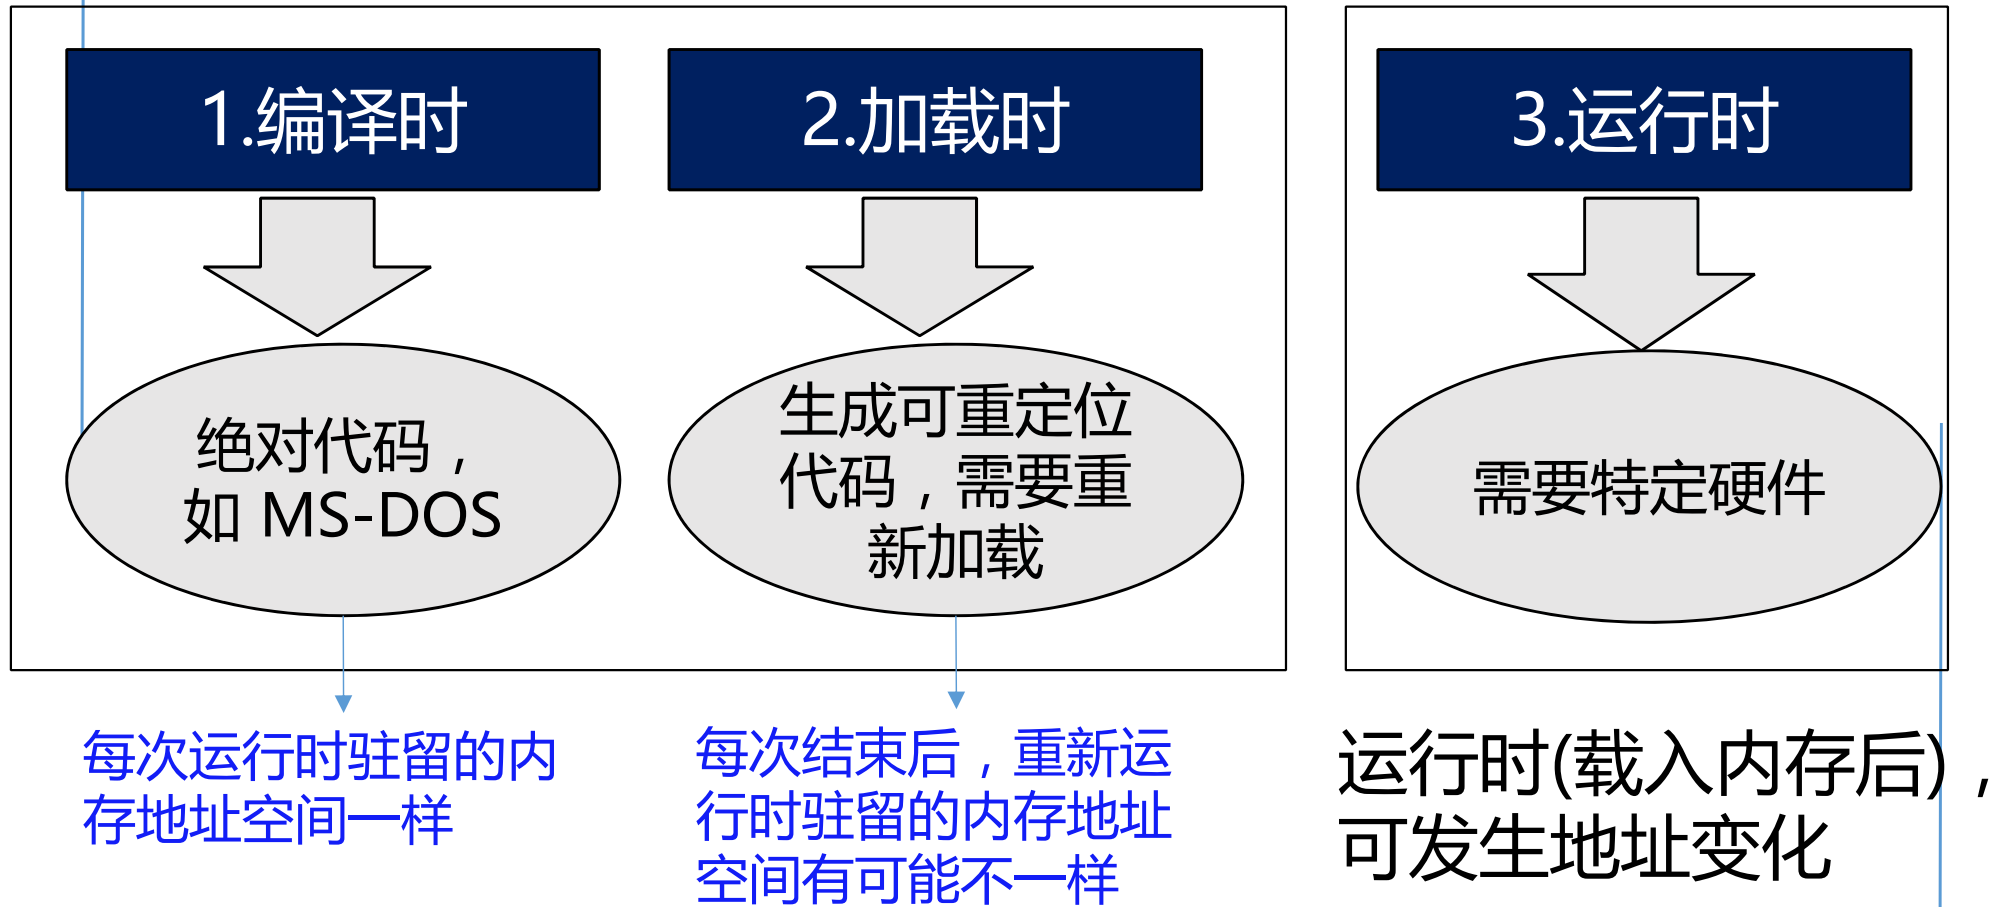 1.编译时
2.加载时
3.运行时
绝对代码，
如 MS-DOS
生成可重定位
代码，需要重
新加载
需要特定硬件
每次运行时驻留的内
存地址空间一样
每次结束后，重新运
行时驻留的内存地址
空间有可能不一样
运行时(载入内存后)，
可发生地址变化